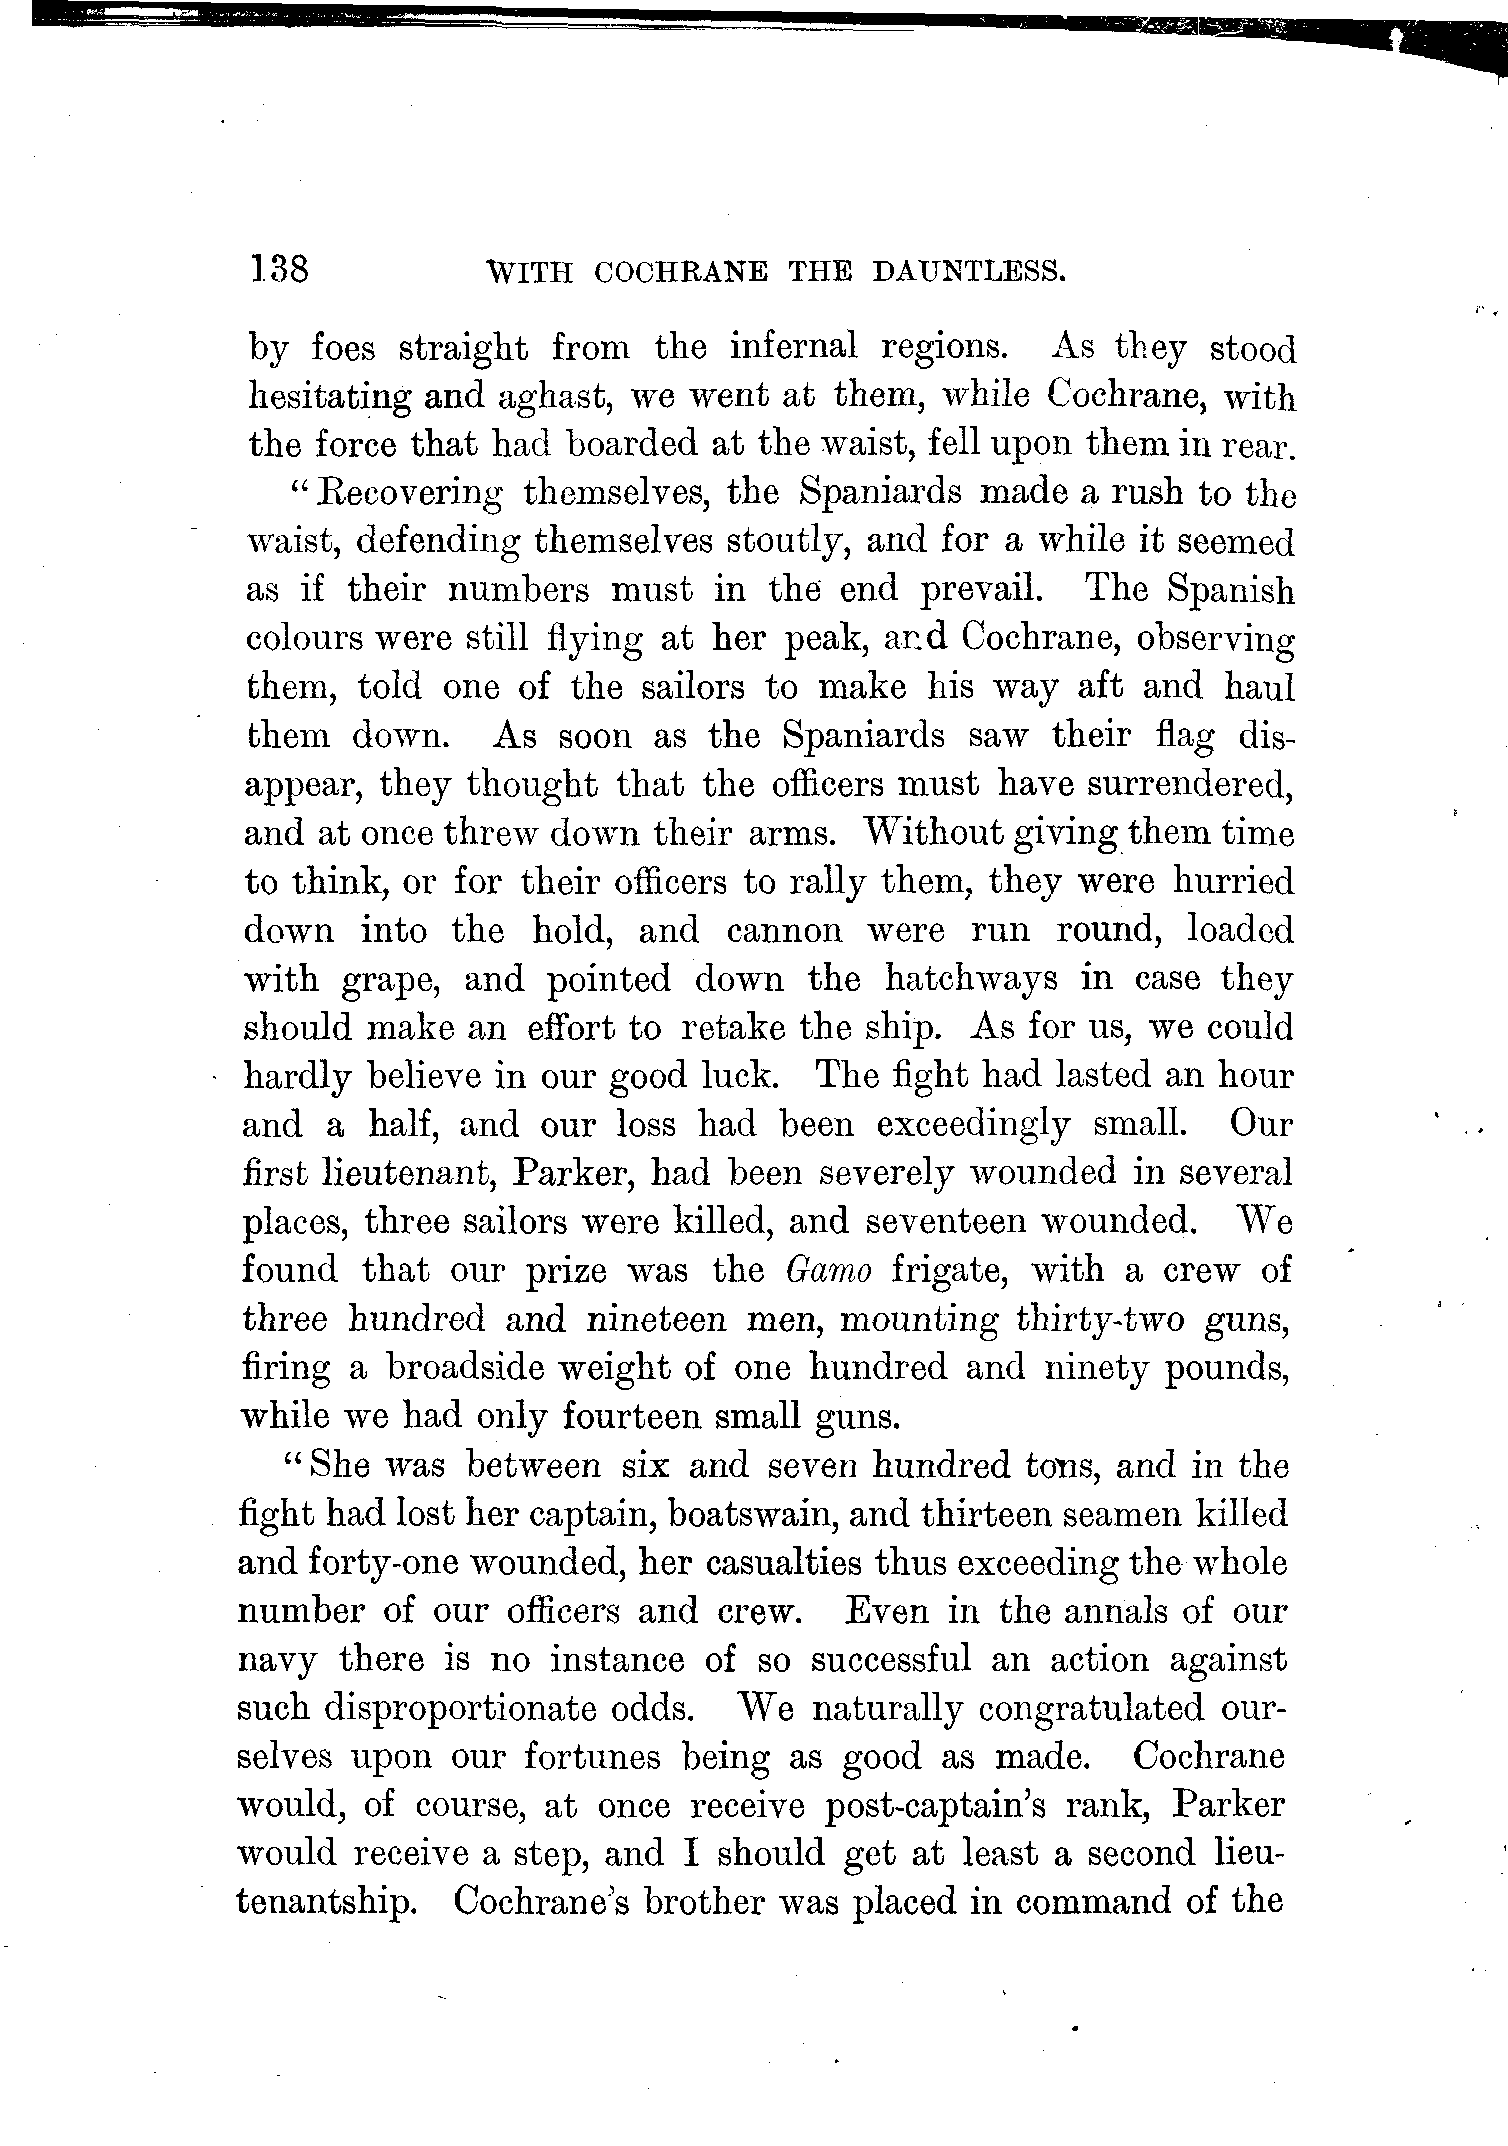 138 WITH COCHRANE THE DAUNTLESS.
by foes straight from the infernal regions. As they stood
hesitating and aghast, we went at them, while Cochrane, with
the force that had boarded at the waist, fell upon them in rear.
“Recovering themselves, the Spaniards made a rush to the
waist, defending themselves stoutly, and for a while it seemed
as if their numbers must in the end prevail. The Spanish
colours were still flying at her peak, and Cochrane, observing
them, told one of the sailors to make his way aft and haul
them down. As soon as the Spaniards saw their flag dis-
appear, they thought that the officers must have surrendered,
and at once threw down their arms. Without giving them time
to think, or for their officers to rally them, they were hurried
down into the hold, and cannon were run round, loaded
with grape, and pointed down the hatchways in case they
should make an effort to retake the ship. As for us, we could
hardly believe in our good luck. The fight had lasted an hour
and a half, and our loss had been exceedingly small. Our
first lieutenant, Parker, had been severely wounded in several
places, three sailors were killed, and seventeen wounded. We
found that our prize was the Gamo frigate, with a crew of
three hundred and nineteen men, mounting thirty-two guns,
firing a broadside weight of one hundred and ninety pounds,
while we had only fourteen small guns.
“She was between six and seven hundred tons, and in the
fight had lost her captain, boatswain, and thirteen seamen killed
and forty-one wounded, her casualties thus exceeding the whole
number of our officers and crew. Even in the annals of our
navy there is no instance of so successful an action against
such disproportionate odds. We naturally congratulated our-
selves upon our fortunes being as good as made. Cochrane
would, of course, at once receive post-captain's rank, Parker
would receive a step, and I should get at least a second lieu-
tenantship. Cochrane's brother was placed in command of the